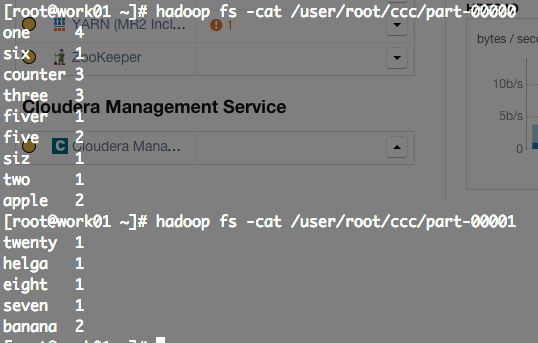 [root@work01 ~]# hadoop fs -cat /user/root/ccc/part-00000
one 4
six 1
counter 3
three 3
fiver 1
five 2
siz 1
two 1
apple 2
[root@work01 ~]# hadoop fs -cat /user/root/ccc/part-00001
twenty 1
helga 1
eight 1
seven 1
banana 2
[root@work01 ~]#
YARN (MR2 Incl...
1
ZooKeeper
Cloudera Management Service
Cloudera Mana...
bytes / seco
10b/s
5b/s
0